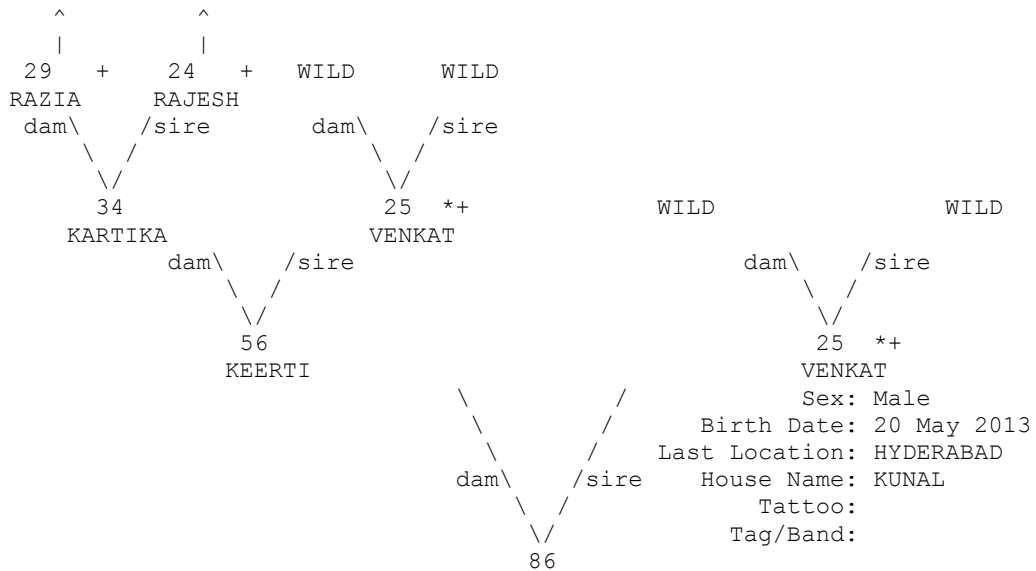 ^ ^
| |
29 + 24 + WILD WILD
RAZIA RAJESH
dam\ /sire dam\ /sire
\ / \ /
\/ \/
34 25 *+ WILD WILD
KARTIKA VENKAT
dam\ /sire dam\ /sire
\ / \ /
\/ \/
56 25 *+
KEERTI VENKAT
\ / Sex: Male
\ / Birth Date: 20 May 2013
\ / Last Location: HYDERABAD
dam\ /sire House Name: KUNAL
\ / Tattoo:
\/ Tag/Band:
86